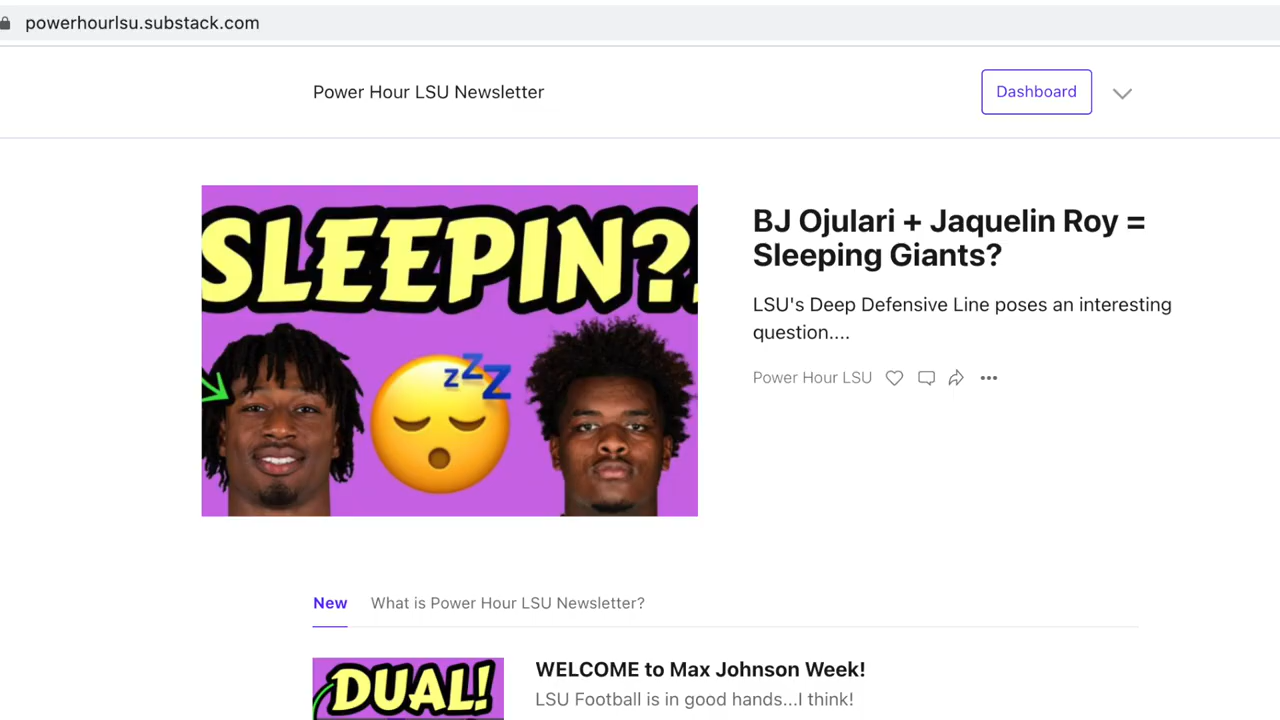 powerhourlsu.substack.com
Power Hour LSU Newsletter
Dashboard
SLEEPIN?!
zZZ
BJ Ojulari + Jaquelin Roy =
Sleeping Giants?
LSU's Deep Defensive Line poses an interesting
question....
Power Hour LSU
New
What is Power Hour LSU Newsletter?
DUAL!
WELCOME to Max Johnson Week!
LSU Football is in good hands...I think!